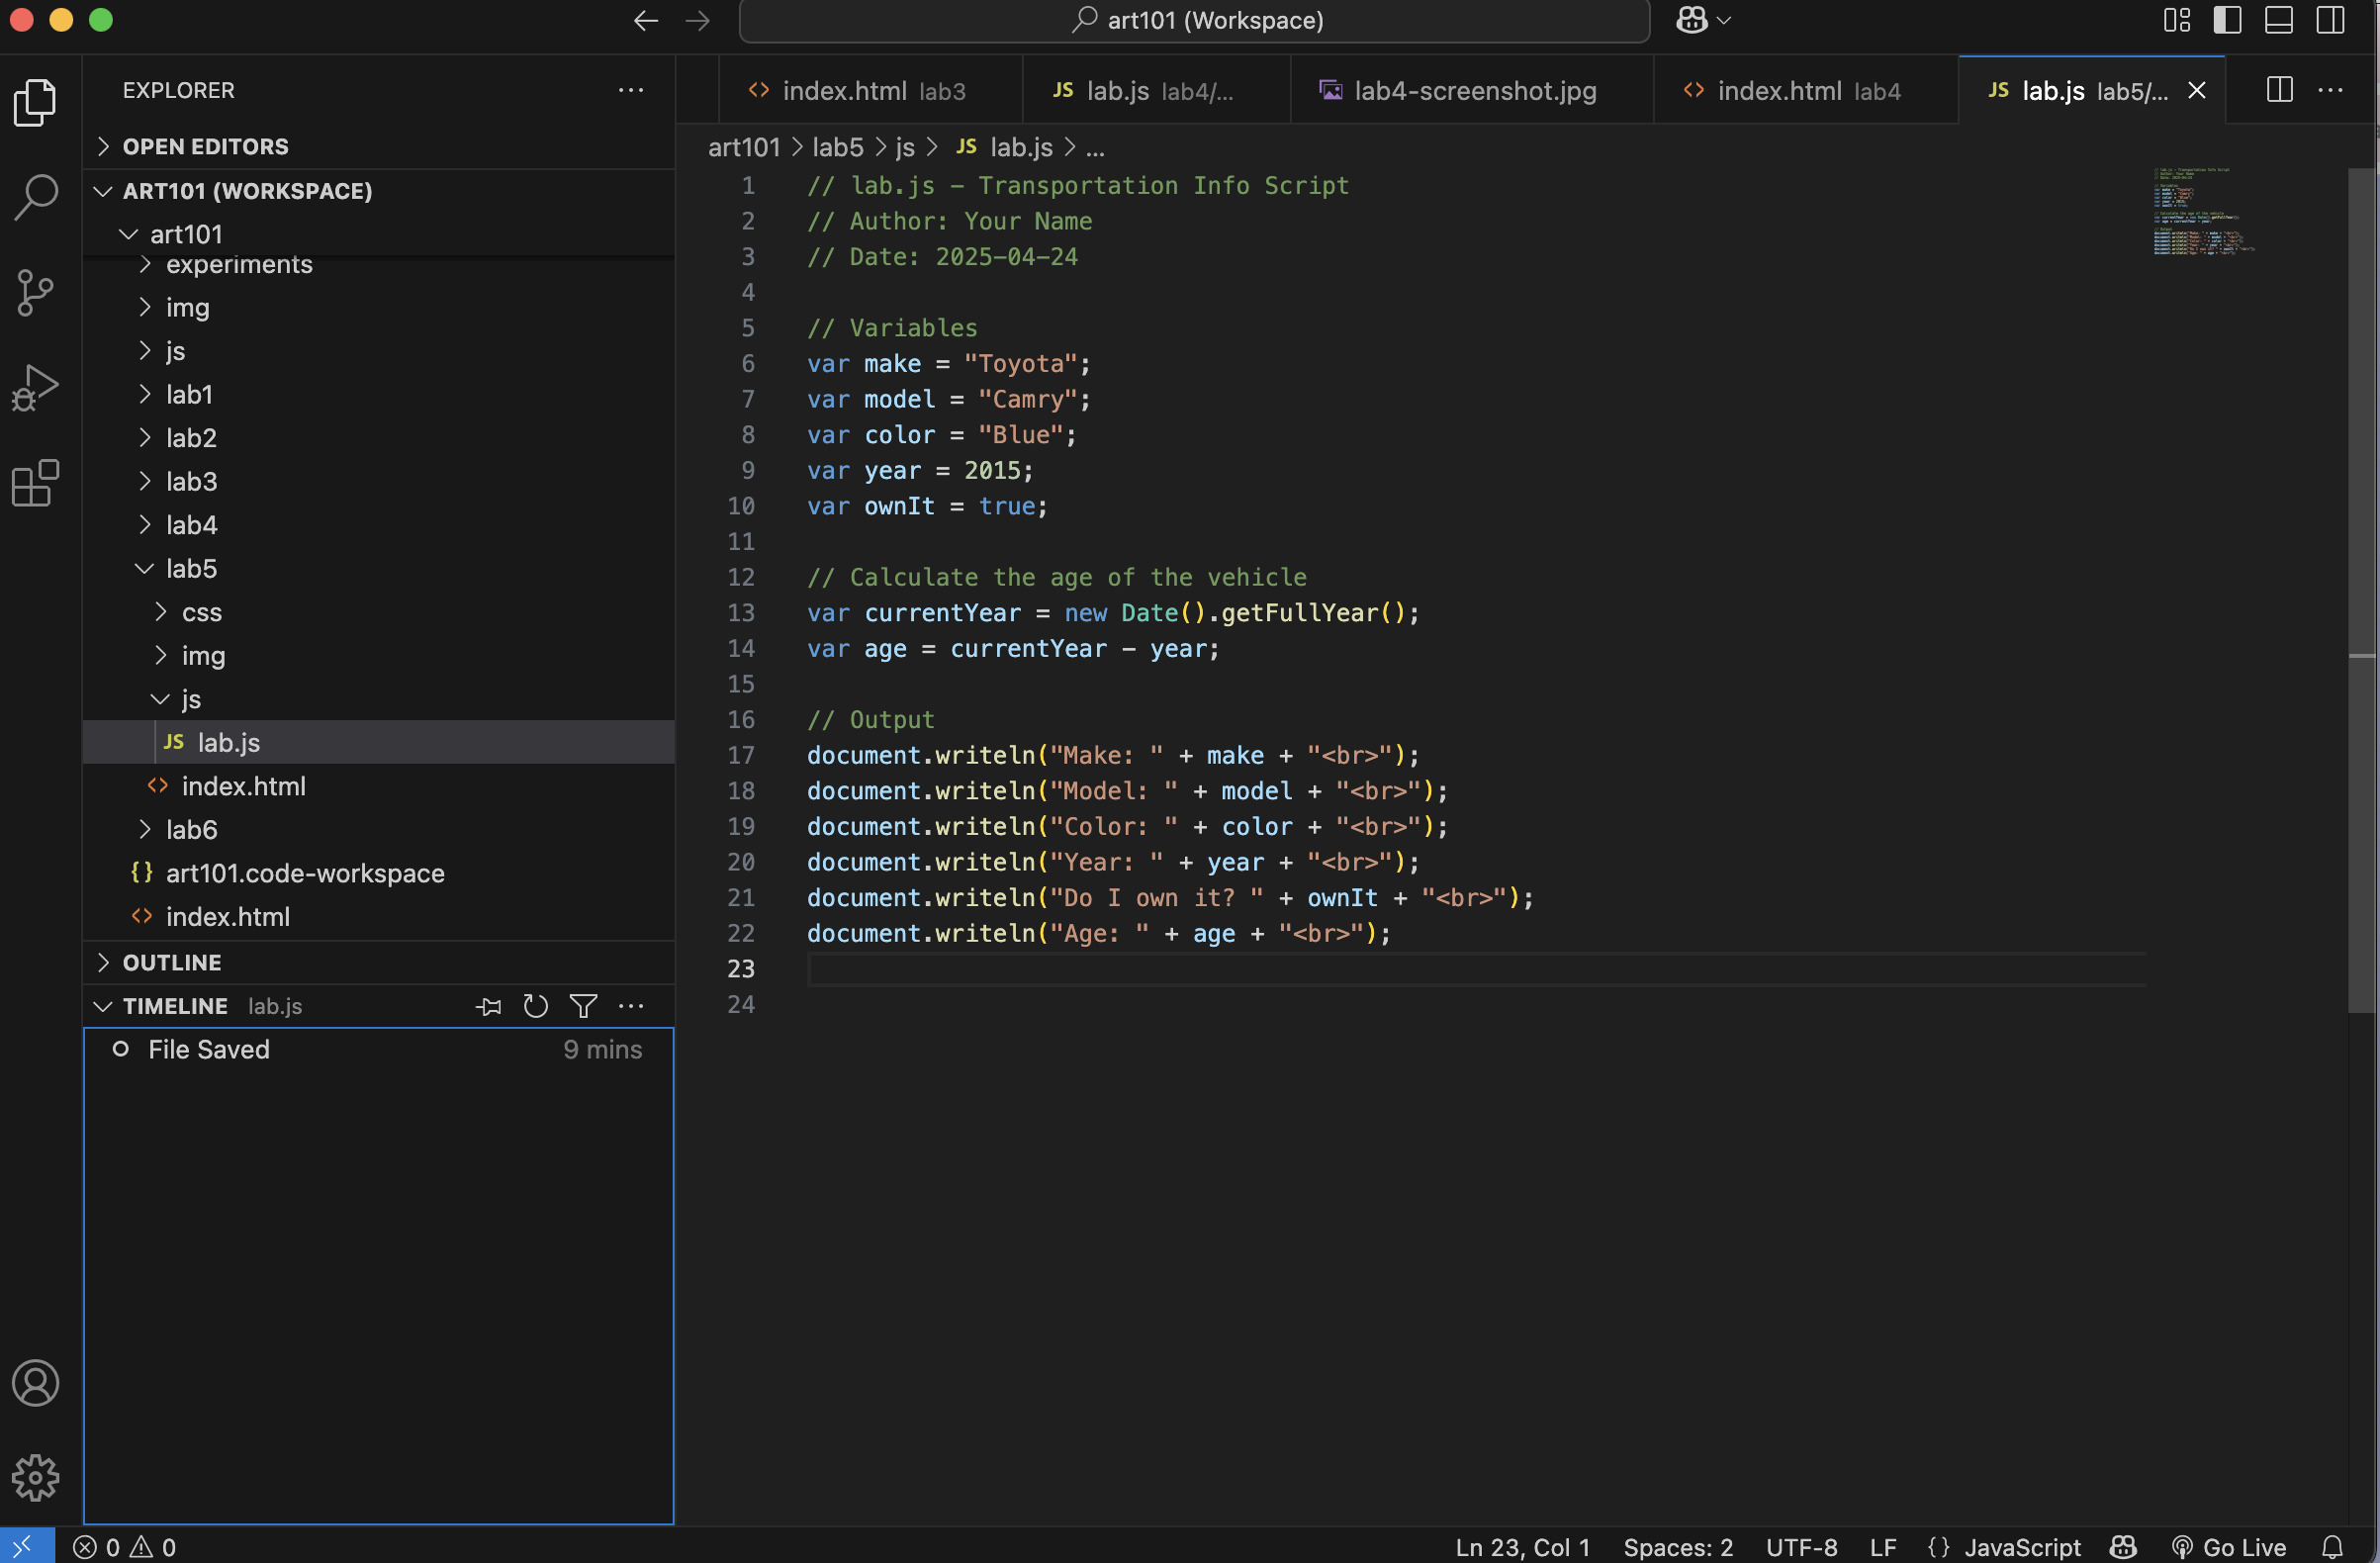 art101 (Workspace)
EXPLORER
OPEN EDITORS
ART101 (WORKSPACE)
art101
experiments
img
js
lab1
lab2
lab3
lab4
lab5
css
img
js
JS lab.js
<> index.html
lab6
{} art101.code-workspace
<> index.html
OUTLINE
TIMELINE lab.js
File Saved 9 mins
<> index.html lab3
JS lab.js lab4/...
lab4-screenshot.jpg
<> index.html lab4
JS lab.js lab5/...
art101 > lab5 > js > JS lab.js > ...
1 // lab.js - Transportation Info Script
2 // Author: Your Name
3 // Date: 2025-04-24
4
5 // Variables
6 var make = "Toyota";
7 var model = "Camry";
8 var color = "Blue";
9 var year = 2015;
10 var ownIt = true;
11
12 // Calculate the age of the vehicle
13 var currentYear = new Date().getFullYear();
14 var age = currentYear - year;
15
16 // Output
17 document.writeln("Make: " + make + "<br>");
18 document.writeln("Model: " + model + "<br>");
19 document.writeln("Color: " + color + "<br>");
20 document.writeln("Year: " + year + "<br>");
21 document.writeln("Do I own it? " + ownIt + "<br>");
22 document.writeln("Age: " + age + "<br>");
23
24
0 0
Ln 23, Col 1 Spaces: 2 UTF-8 LF {} JavaScript Go Live